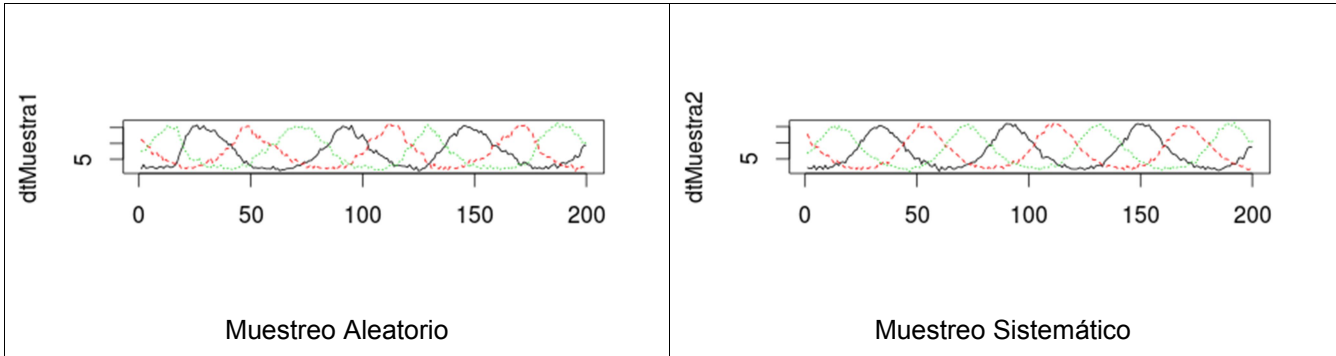 dtMuestra1
5
0 50 100 150 200
Muestreo Aleatorio
dtMuestra2
5
0 50 100 150 200
Muestreo Sistemático